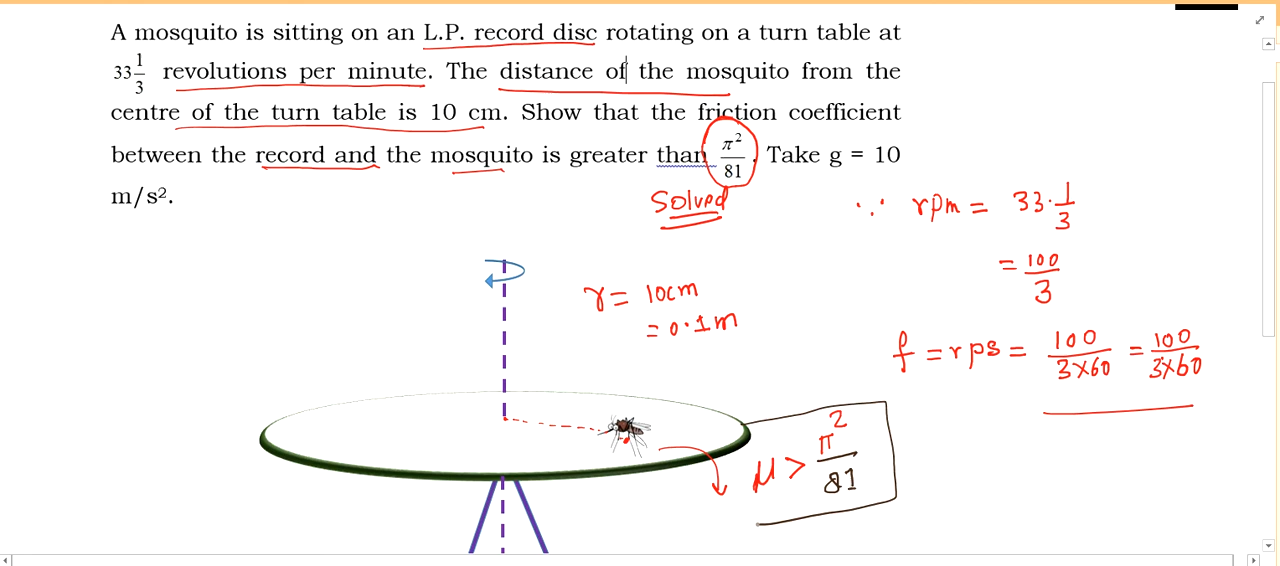 A mosquito is sitting on an L.P. record disc rotating on a turn table at
33 1/3 revolutions per minute. The distance of the mosquito from the
centre of the turn table is 10 cm. Show that the friction coefficient
between the record and the mosquito is greater than π²/81. Take g = 10
m/s².
Solved
∵ rpm = 33·1/3
= 100/3
r = 10cm
= 0.1m
f = rps = 100/3×60 = 100/3×60
μ > π²/81